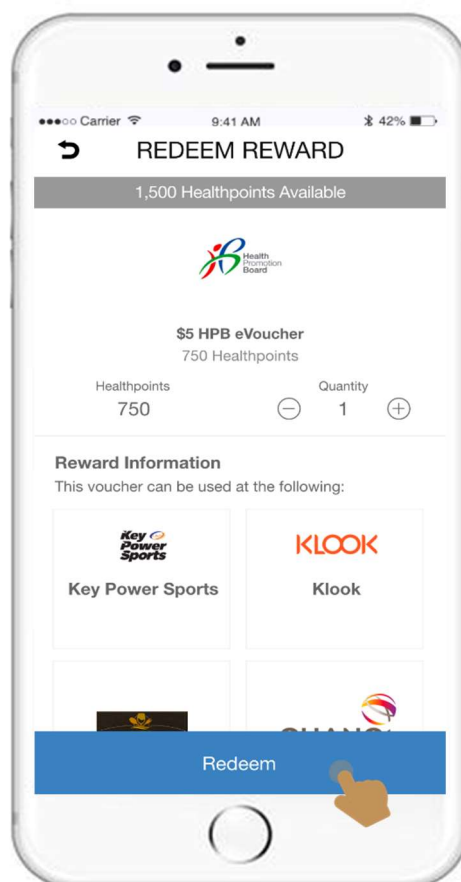 Carrier 9:41 AM 42%
REDEEM REWARD
1,500 Healthpoints Available
Health
Promotion
Board
$5 HPB eVoucher
750 Healthpoints
Healthpoints Quantity
750 1
Reward Information
This voucher can be used at the following:
Key
Power
Sports
KLOOK
Key Power Sports Klook
Redeem